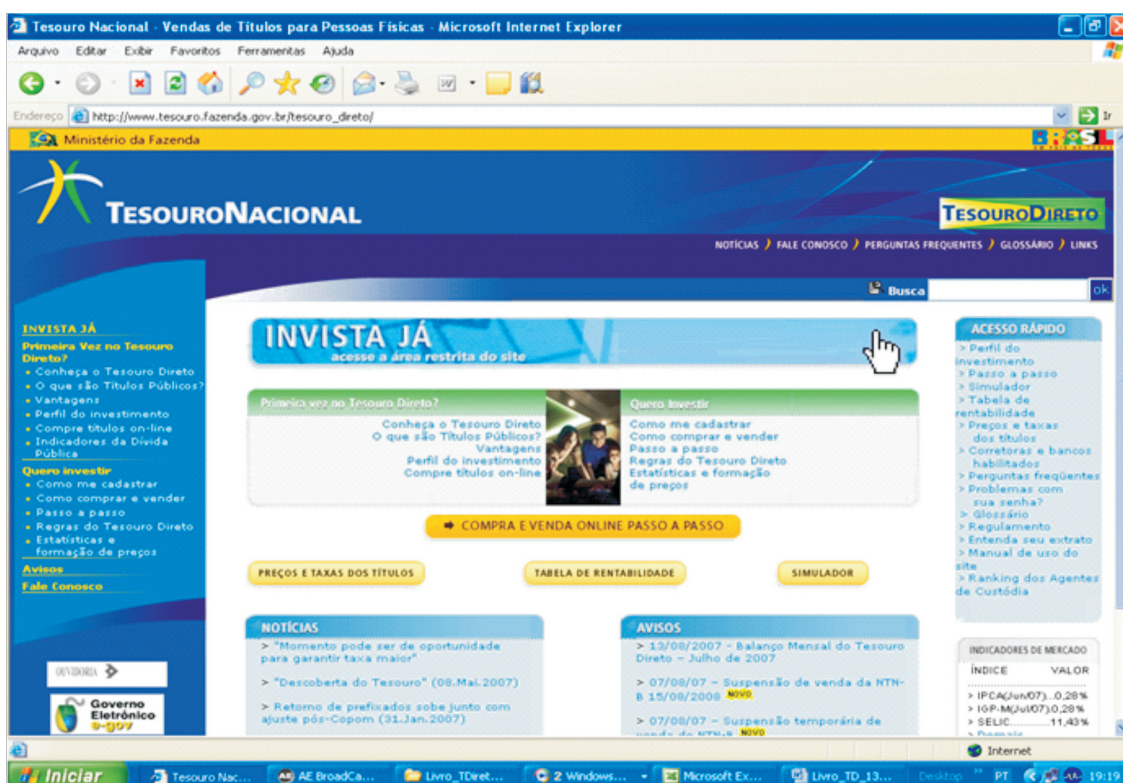 Tesouro Nacional - Vendas de Títulos para Pessoas Físicas - Microsoft Internet Explorer
Arquivo Editar Exibir Favoritos Ferramentas Ajuda
Endereço http://www.tesouro.fazenda.gov.br/tesouro_direto/ Ir
Ministério da Fazenda
BRASIL
TESOURONACIONAL
TESOURODIRETO
NOTÍCIAS FALE CONOSCO PERGUNTAS FREQUENTES GLOSSÁRIO LINKS
Busca ok
INVISTA JÁ
Primeira Vez no Tesouro
Direto?
Conheça o Tesouro Direto
O que são Títulos Públicos?
Vantagens
Perfil do investimento
Compre títulos on-line
Indicadores da Dívida
Pública
Quero investir
Como me cadastrar
Como comprar e vender
Passo a passo
Regras do Tesouro Direto
Estatísticas e
formação de preços
Avisos
Fale Conosco
OUVIDORIA
Governo
Eletrônico
e-gov
INVISTA JÁ
acesse a área restrita do site
Primeira vez no Tesouro Direto?
Conheça o Tesouro Direto
O que são Títulos Públicos?
Vantagens
Perfil do investimento
Compre títulos on-line
Quero Investir
Como me cadastrar
Como comprar e vender
Passo a passo
Regras do Tesouro Direto
Estatísticas e formação
de preços
COMPRA E VENDA ONLINE PASSO A PASSO
PREÇOS E TAXAS DOS TÍTULOS
TABELA DE RENTABILIDADE
SIMULADOR
NOTÍCIAS
> "Momento pode ser de oportunidade
para garantir taxa maior"
> "Descoberta do Tesouro" (08.Mai.2007)
> Retorno de prefixados sobe junto com
ajuste pós-Copom (31.Jan.2007)
AVISOS
> 13/08/2007 - Balanço Mensal do Tesouro
Direto - Julho de 2007
> 07/08/07 - Suspensão de venda da NTN-
B 15/08/2008 NOVO
> 07/08/07 - Suspensão temporária de
venda de NTN-B NOVO
ACESSO RÁPIDO
> Perfil do
investimento
> Passo a passo
> Simulador
> Tabela de
rentabilidade
> Preços e taxas
dos títulos
> Corretoras e bancos
habilitados
> Perguntas freqüentes
> Problemas com
sua senha?
> Glossário
> Regulamento
> Entenda seu extrato
> Manual de uso do
site
> Ranking dos Agentes
de Custódia
INDICADORES DE MERCADO
ÍNDICE VALOR
> IPCA(Jun/07)...0,28%
> IGP-M(Jul/07).0,28%
> SELIC........11,43%
> Demais
Internet
Iniciar Tesouro Nac... AE BroadCa... Livro_TDiret... 2 Windows... Microsoft Ex... Livro_TD_13... Desktop PT 19:19